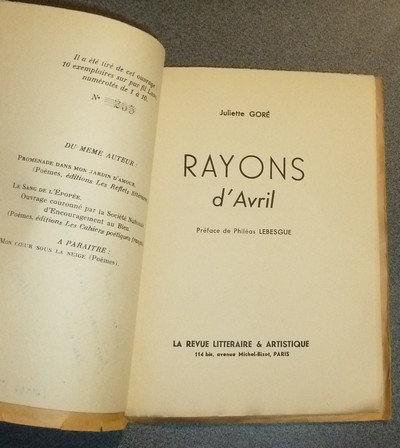 Il a été tiré de cet ouvrage
10 exemplaires sur pur fil
numérotés de 1 à 10.
N°
DU MEME AUTEUR :
PROMENADE DANS MON JARDIN D'AMOUR.
(Poèmes, éditions Les Reflets
LE SANG DE L'EPOPÉE.
Ouvrage couronné par la Société
d'Encouragement au Bien.
(Poèmes, éditions Les Cahiers poétiques
A PARAITRE :
MON CŒUR SOUS LA NEIGE (Poèmes).
Juliette GORÉ
RAYONS
d'Avril
Préface de Philéas LEBESGUE
LA REVUE LITTERAIRE & ARTISTIQUE
114 bis, avenue Michel-Bizot, PARIS